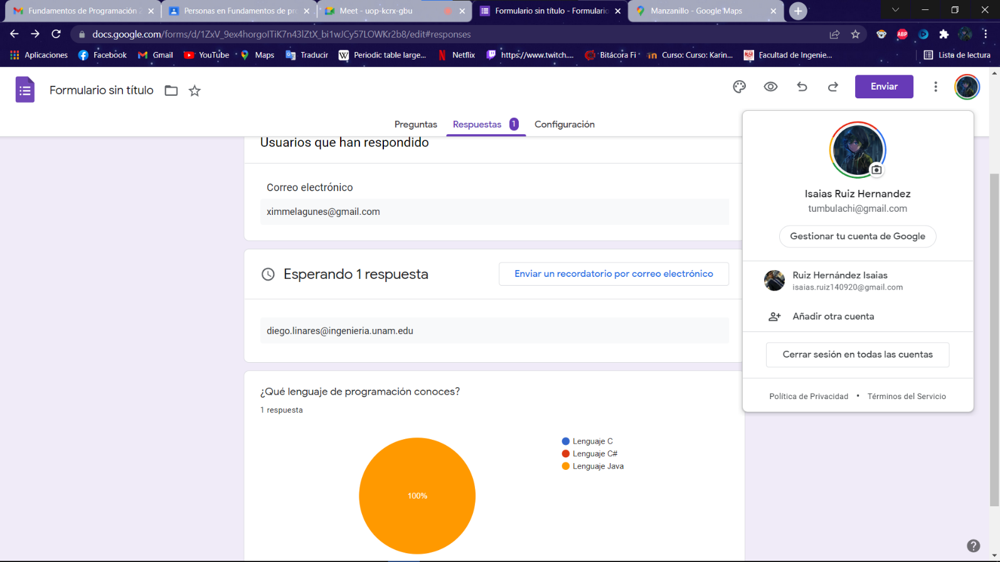 Fundamentos de Programación 2
Personas en Fundamentos de pro
Meet - uop-kcrx-gbu
Formulario sin título - Formulario
Manzanillo - Google Maps
docs.google.com/forms/d/1ZxV_9ex4horgoITiK7n43lZtX_bi1wJCy57LOWKr2b8/edit#responses
ABP
Aplicaciones
Facebook
Gmail
YouTube
Maps
Traducir
W
Periodic table large...
Netflix
https://www.twitch....
Bitácora Fi
Curso: Curso: Karin...
Facultad de Ingenie...
Lista de lectura
Formulario sin título
Enviar
Preguntas
Respuestas
1
Configuración
Usuarios que han respondido
Correo electrónico
ximmelagunes@gmail.com
Esperando 1 respuesta
Enviar un recordatorio por correo electrónico
diego.linares@ingenieria.unam.edu
¿Qué lenguaje de programación conoces?
1 respuesta
100%
Lenguaje C
Lenguaje C#
Lenguaje Java
Isaias Ruiz Hernandez
tumbulachi@gmail.com
Gestionar tu cuenta de Google
Ruiz Hernández Isaias
isaias.ruiz140920@gmail.com
Añadir otra cuenta
Cerrar sesión en todas las cuentas
Política de Privacidad • Términos del Servicio